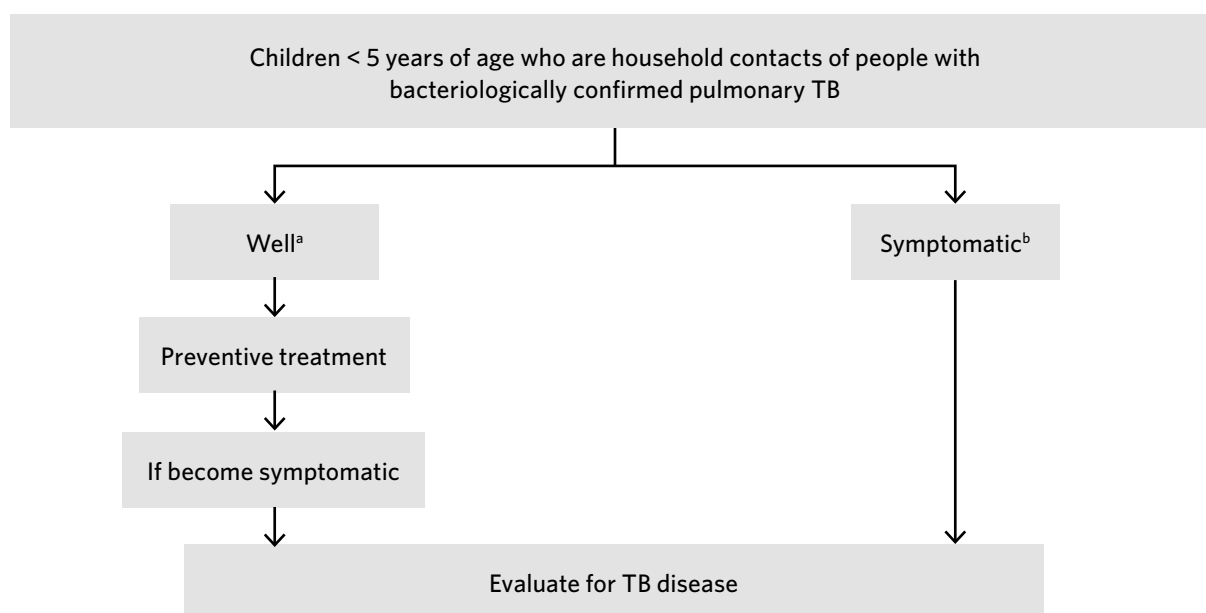 Children < 5 years of age who are household contacts of people with
bacteriologically confirmed pulmonary TB
Wellᵃ
Symptomaticᵇ
Preventive treatment
If become symptomatic
Evaluate for TB disease